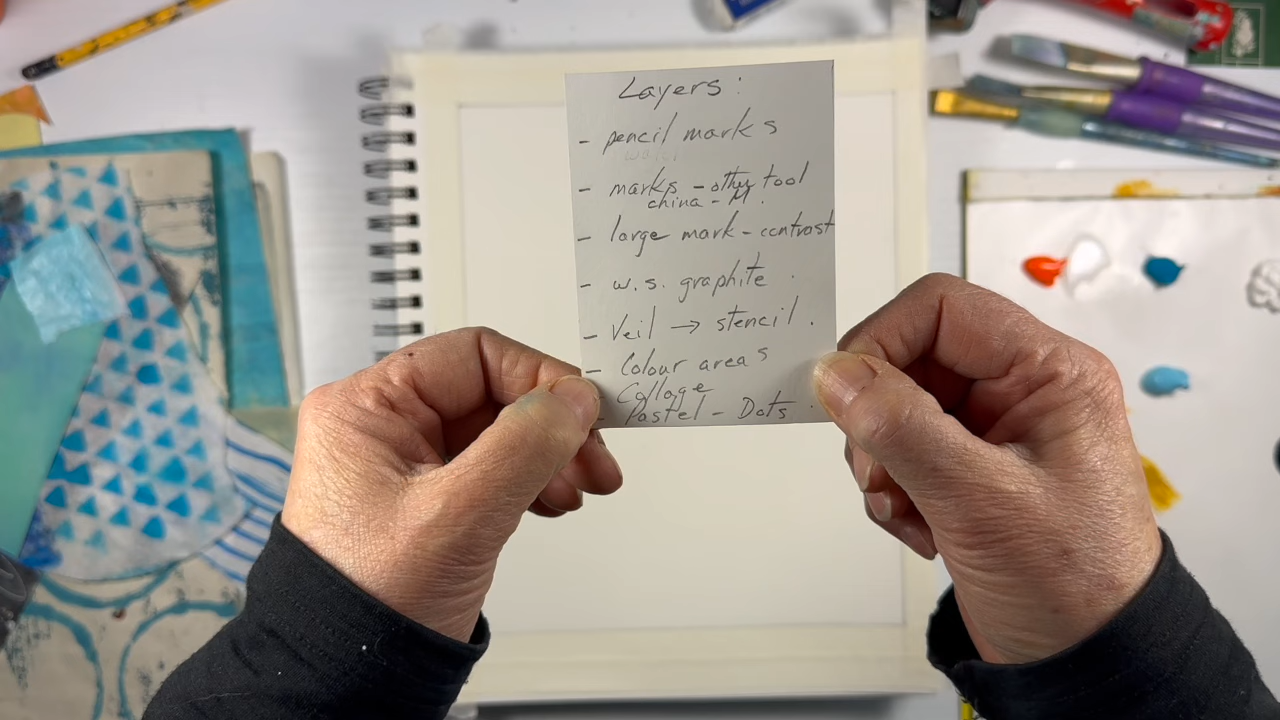 Layers :
- pencil marks
- marks - other tool
china - M.
- large mark - contrast
- w.s. graphite .
- Veil → stencil .
- Colour areas
Collage
- Pastel - Dots .